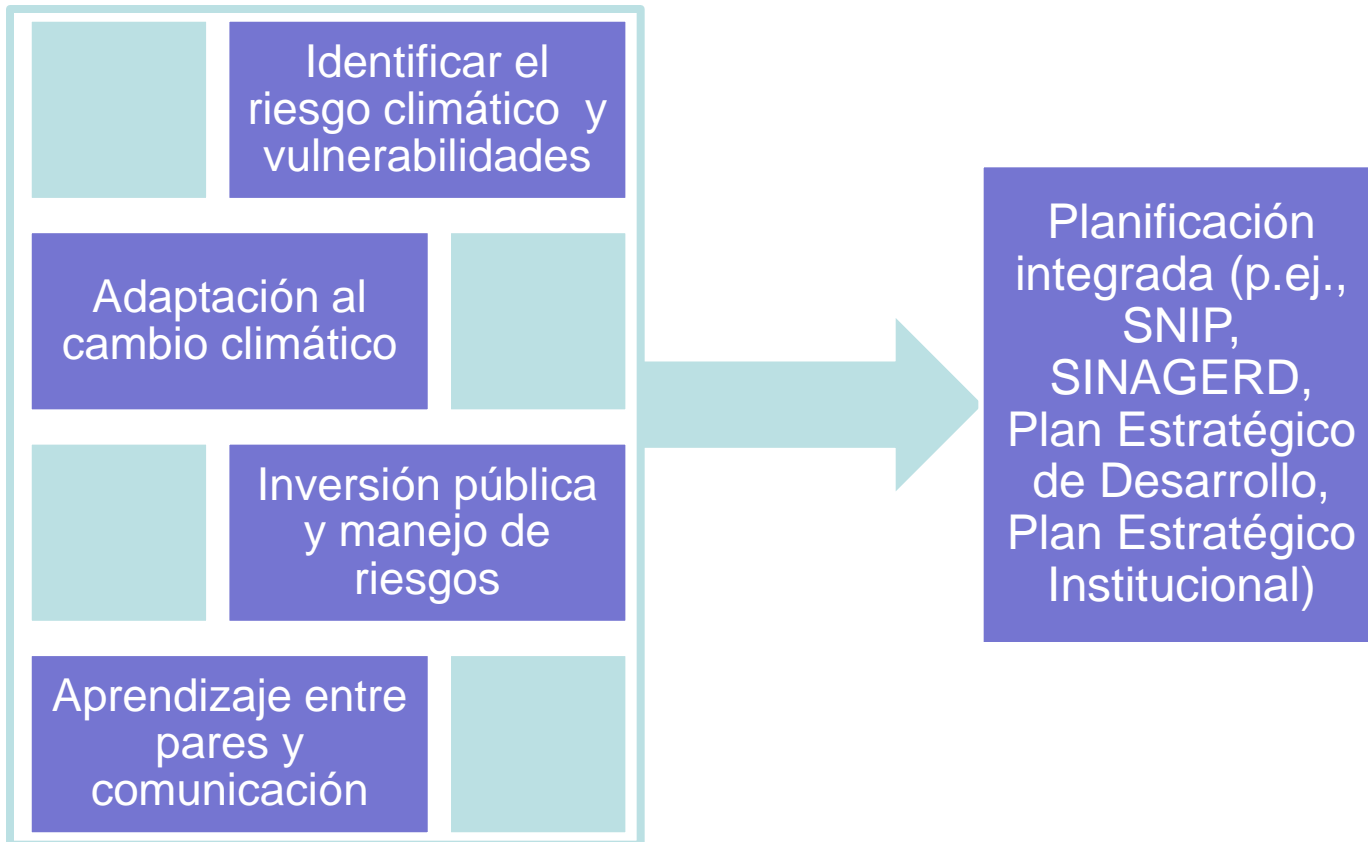 Identificar el
riesgo climático  y
vulnerabilidades
Adaptación al
cambio climático
Inversión pública
y manejo de
riesgos
Aprendizaje entre
pares y
comunicación
Planificación
integrada (p.ej.,
SNIP,
SINAGERD,
Plan Estratégico
de Desarrollo,
Plan Estratégico
Institucional)